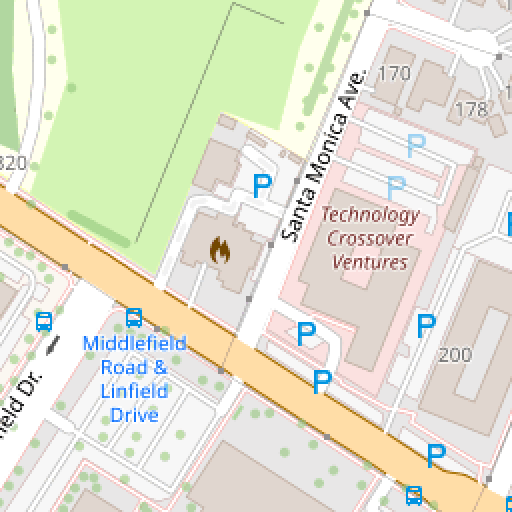 170
178
320
P
P
P
Santa Monica Ave.
Technology
Crossover
Ventures
P
P
P
200
Middlefield
Road &
Linfield
Drive
field Dr.
P